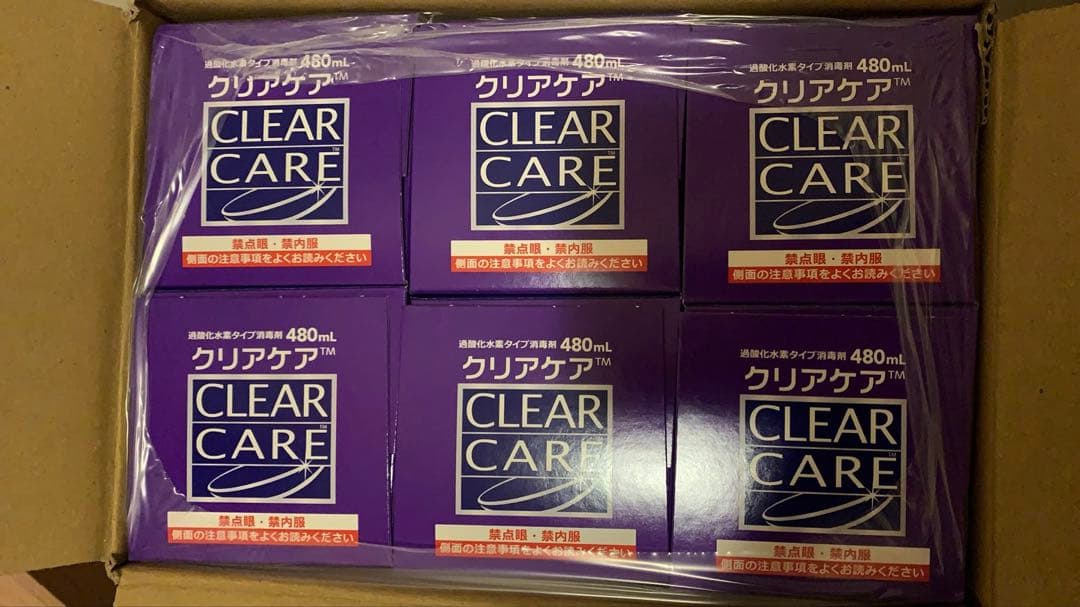 過酸化水素タイプ消毒剤 480mL
クリアケア™
CLEAR
CARE™
禁点眼・禁内服
側面の注意事項をよくお読みください
過酸化水素タイプ消毒剤 480mL
クリアケア™
CLEAR
CARE™
禁点眼・禁内服
側面の注意事項をよくお読みください
過酸化水素タイプ消毒剤 480mL
クリアケア™
CLEAR
CARE™
禁点眼・禁内服
側面の注意事項をよくお読みください
過酸化水素タイプ消毒剤 480mL
クリアケア™
CLEAR
CARE™
禁点眼・禁内服
側面の注意事項をよくお読みください
過酸化水素タイプ消毒剤 480mL
クリアケア™
CLEAR
CARE
禁点眼・禁内服
側面の注意事項をよくお読みください
過酸化水素タイプ消毒剤 480mL
クリアケア™
CLEAR
CARE™
禁点眼・禁内服
側面の注意事項をよくお読みください